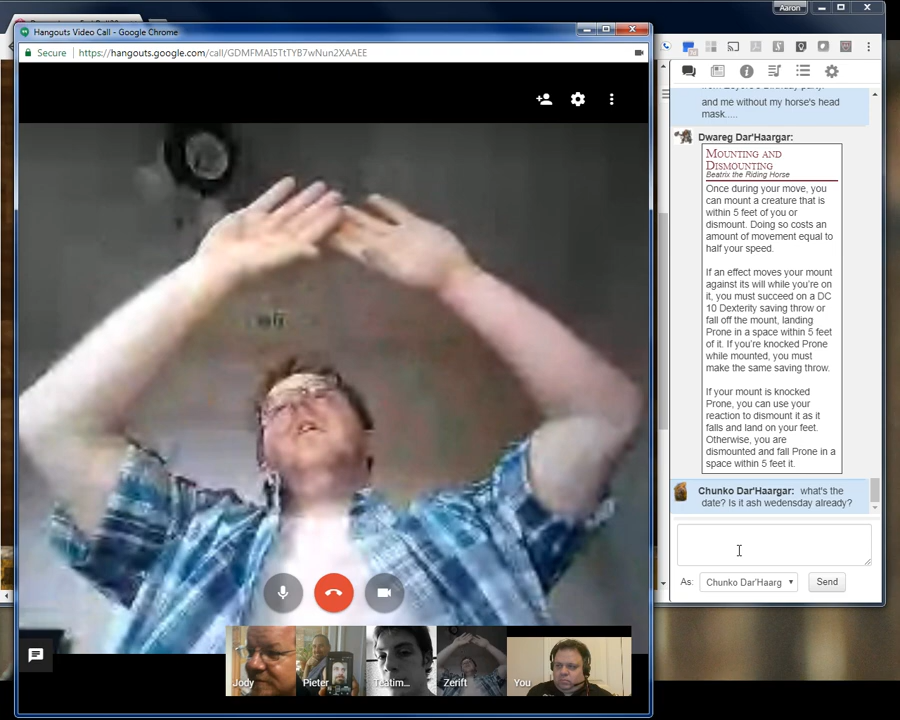 Aaron
Hangouts Video Call - Google Chrome
Secure https://hangouts.google.com/call/GDMFMAI5TtTYB7wNun2XAAEE
and me without my horse's head
mask.....
Dwareg Dar'Haargar:
Mounting and
Dismounting
Beatrix the Riding Horse
Once during your move, you
can mount a creature that is
within 5 feet of you or
dismount. Doing so costs an
amount of movement equal to
half your speed.
If an effect moves your mount
against its will while you're on
it, you must succeed on a DC
10 Dexterity saving throw or
fall off the mount, landing
Prone in a space within 5 feet
of it. If you're knocked Prone
while mounted, you must
make the same saving throw.
If your mount is knocked
Prone, you can use your
reaction to dismount it as it
falls and land on your feet.
Otherwise, you are
dismounted and fall Prone in a
space within 5 feet it.
Chunko Dar'Haargar: what's the
date? Is it ash wedensday already?
As: Chunko Dar'Haarg Send
Jody Pieter Teatim... Zerift You